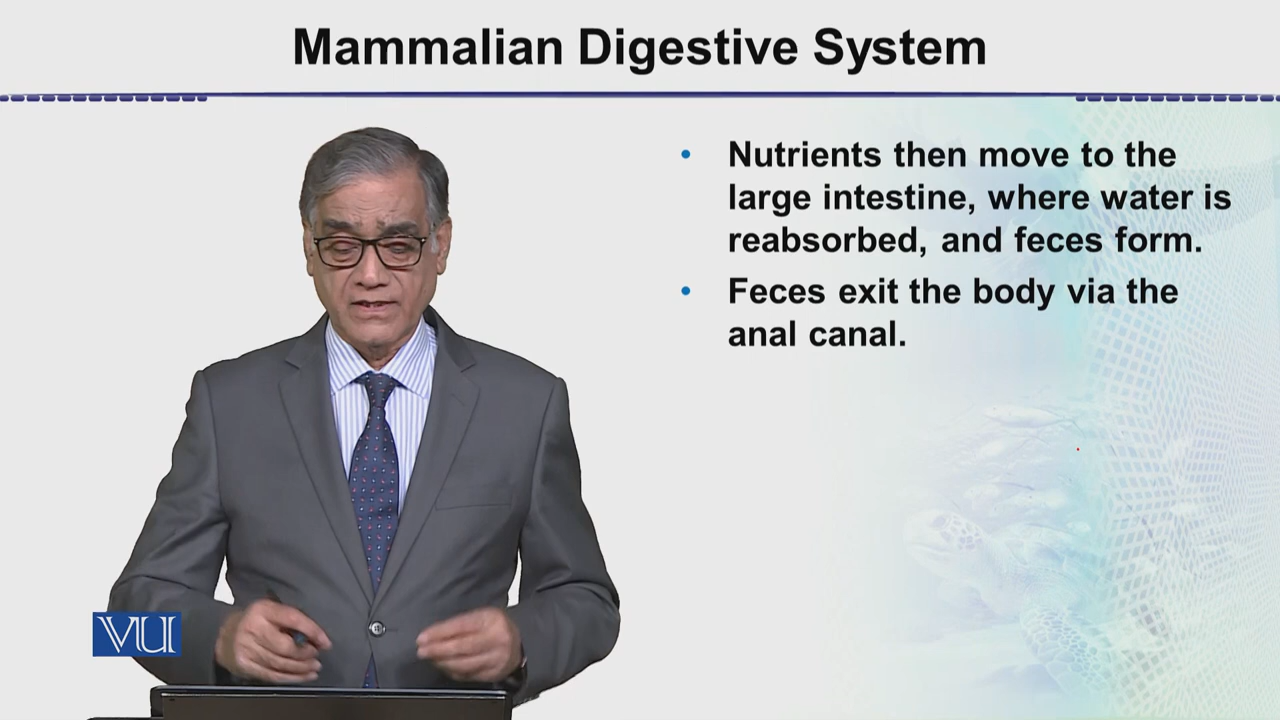 Mammalian Digestive System
• Nutrients then move to the
large intestine, where water is
reabsorbed, and feces form.
• Feces exit the body via the
anal canal.
VU